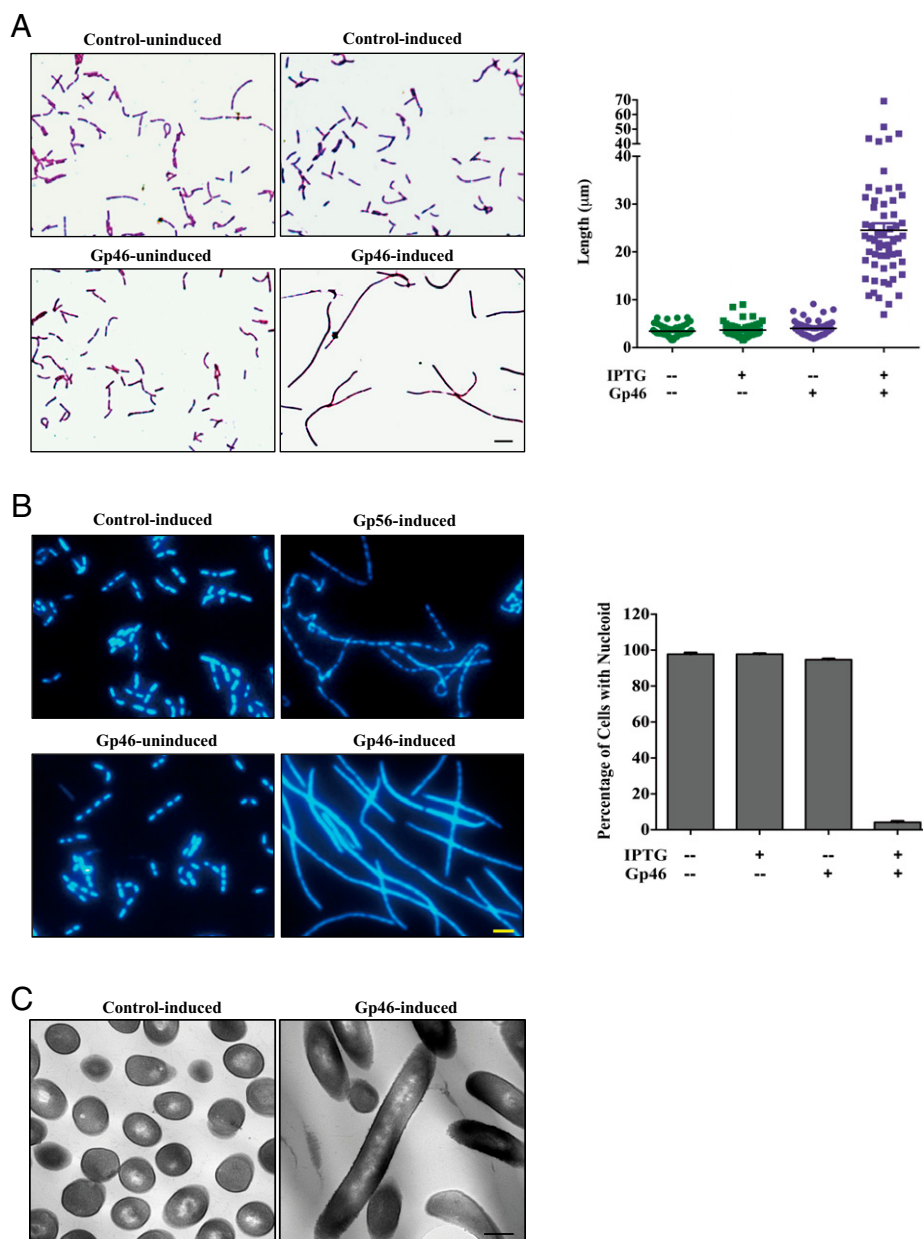 A
Control-uninduced
Control-induced
Gp46-uninduced
Gp46-induced
Length (µm)
70
60
50
40
40
30
20
10
0
IPTG -- + -- +
Gp46 -- -- + +
B
Control-induced
Gp56-induced
Gp46-uninduced
Gp46-induced
Percentage of Cells with Nucleoid
120
100
80
60
40
20
0
IPTG -- + -- +
Gp46 -- -- + +
C
Control-induced
Gp46-induced